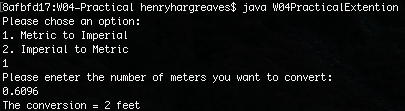 [8afbfd17:W04-Practical henryhargreaves$ java W04PracticalExtention
Please chose an option:
1. Metric to Imperial
2. Imperial to Metric
1
Please eneter the number of meters you want to convert:
0.6096
The conversion = 2 feet